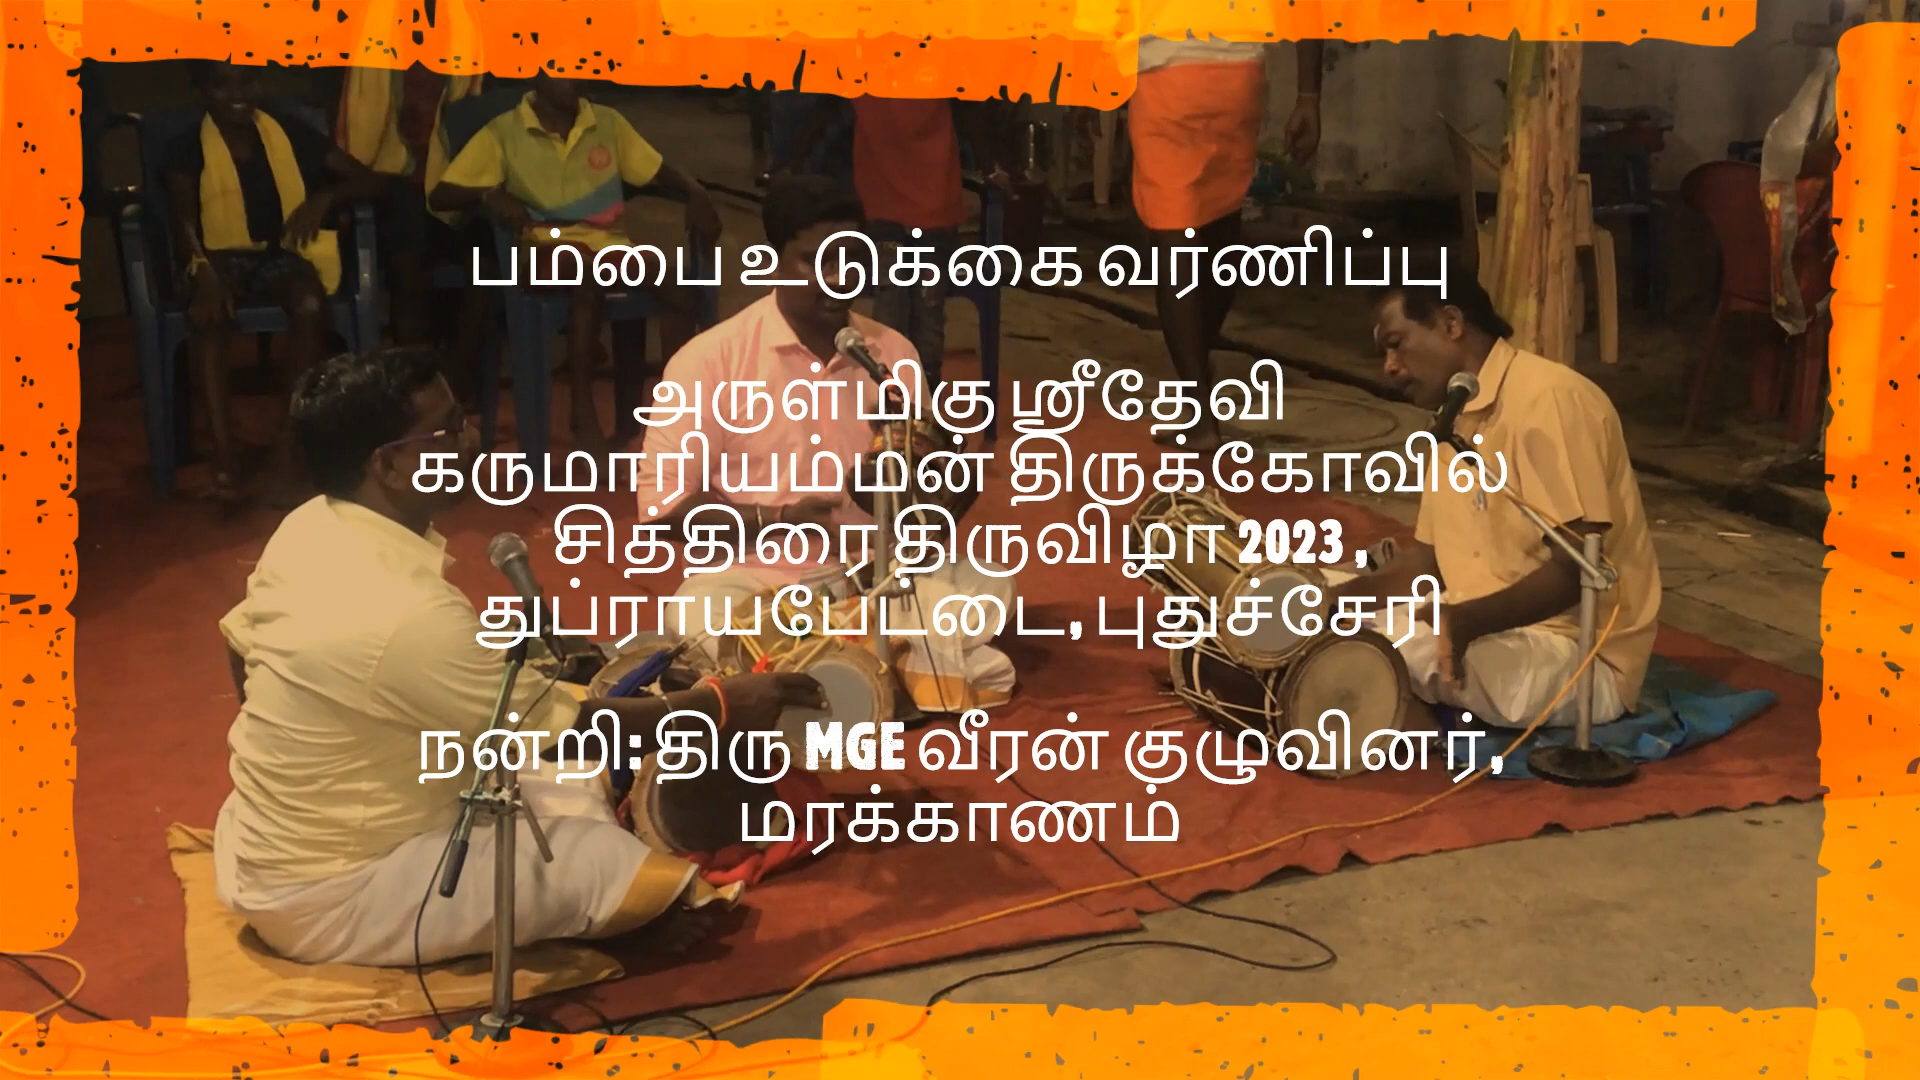 பம்பை உடுக்கை வர்ணிப்பு
அருள்மிகு ஸ்ரீதேவி
கருமாரியம்மன் திருக்கோவில்
சித்திரை திருவிழா 2023 ,
துப்ராயபேட்டை, புதுச்சேரி
நன்றி: திரு MGE வீரன் குழுவினர்,
மரக்காணம்